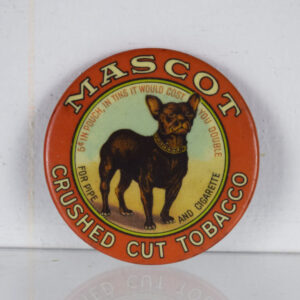 MASCOT
5¢ IN POUCH, IN TINS IT WOULD COST YOU DOUBLE
FOR PIPE AND CIGARETTE
CRUSHED CUT TOBACCO